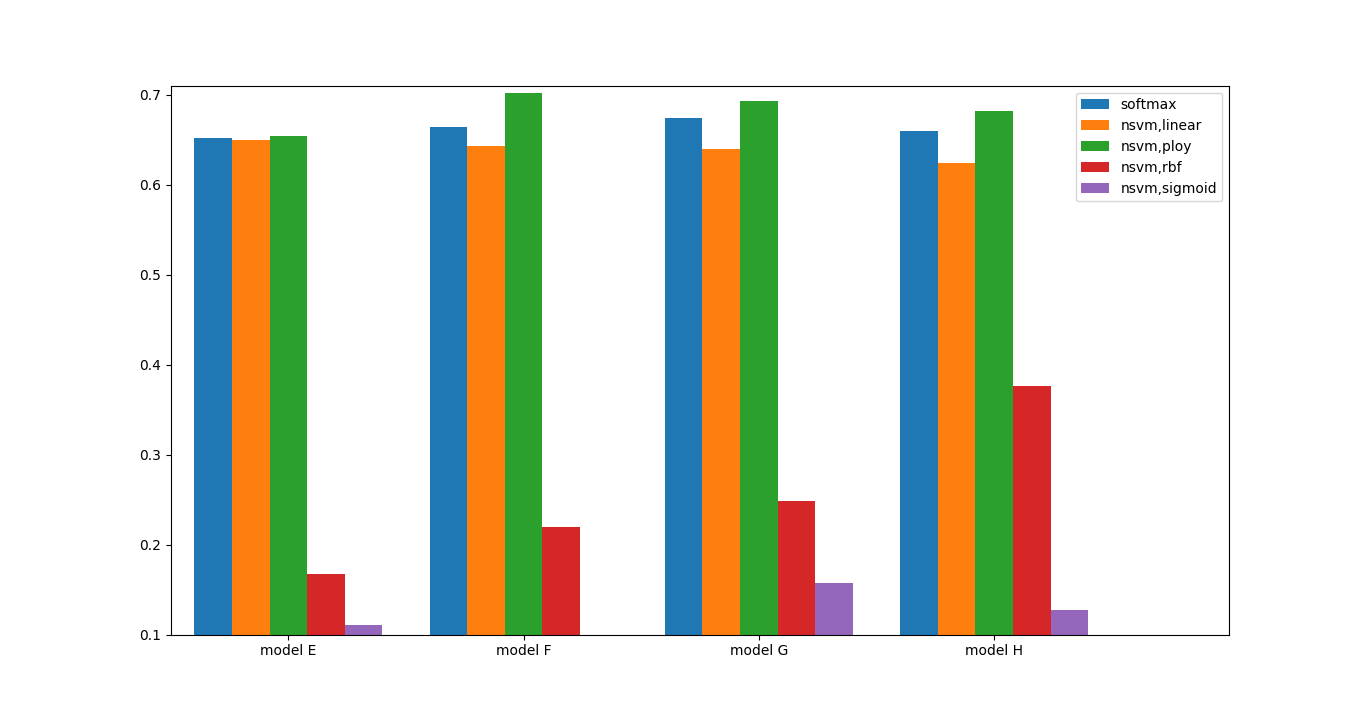 0.7
0.6
0.5
0.4
0.3
0.2
0.1
model E
model F
model G
model H
softmax
nsvm,linear
nsvm,ploy
nsvm,rbf
nsvm,sigmoid